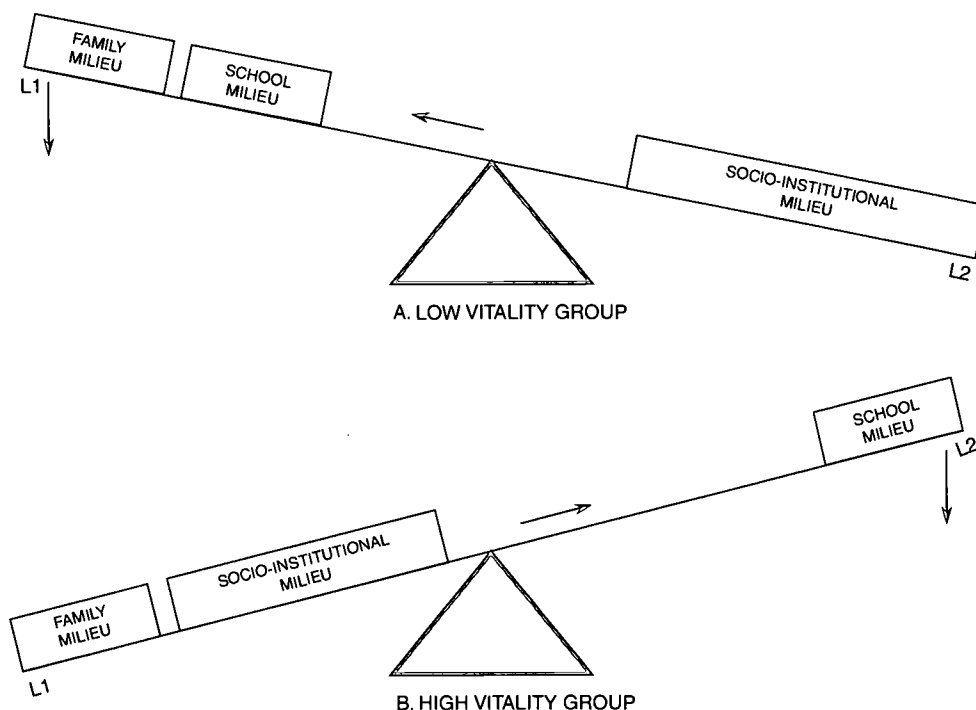 FAMILY
MILIEU
SCHOOL
MILIEU
L1
SOCIO-INSTITUTIONAL
MILIEU
L2
A. LOW VITALITY GROUP
SCHOOL
MILIEU
L2
SOCIO-INSTITUTIONAL
MILIEU
FAMILY
MILIEU
L1
B. HIGH VITALITY GROUP